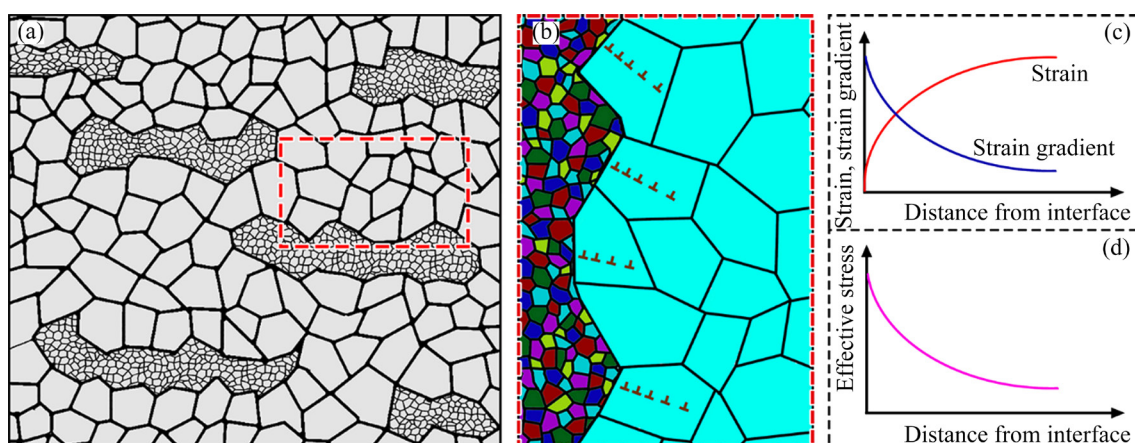 (a)
(b)
(c)
Strain, strain gradient
Strain
Strain gradient
Distance from interface
(d)
Effective stress
Distance from interface